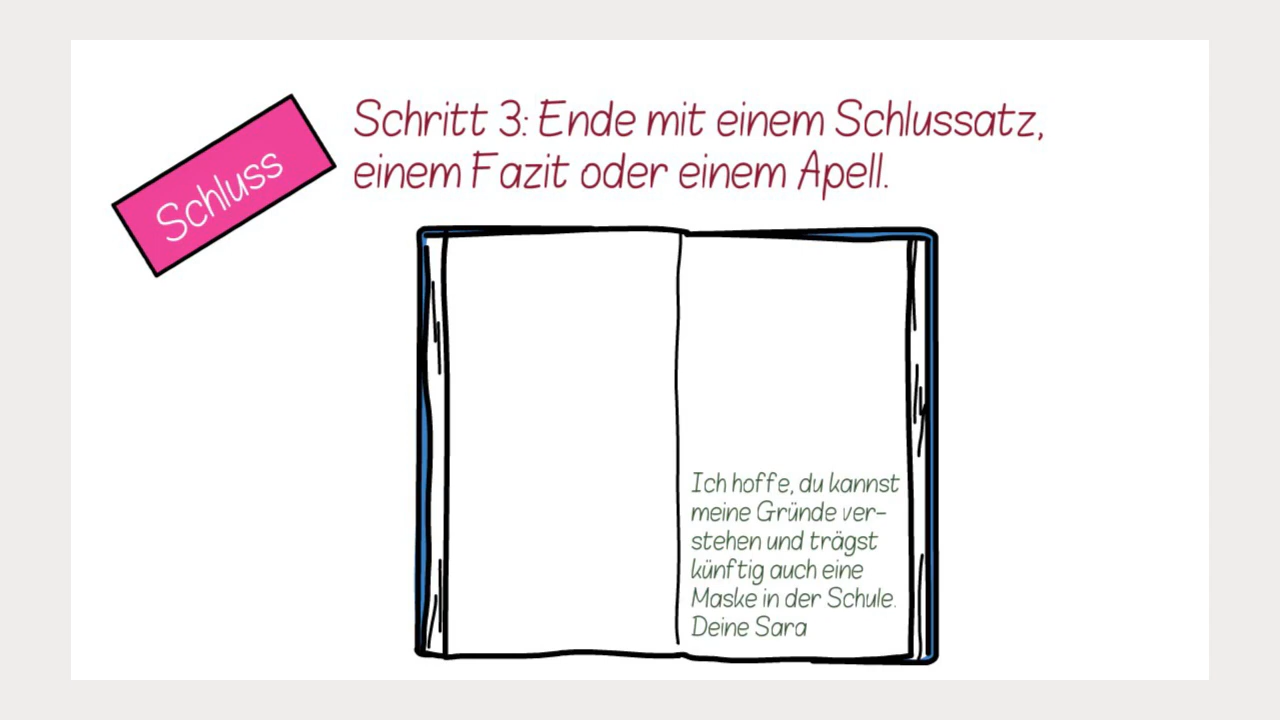 Schluss
Schritt 3: Ende mit einem Schlussatz,
einem Fazit oder einem Apell.
Ich hoffe, du kannst
meine Gründe ver-
stehen und trägst
künftig auch eine
Maske in der Schule.
Deine Sara